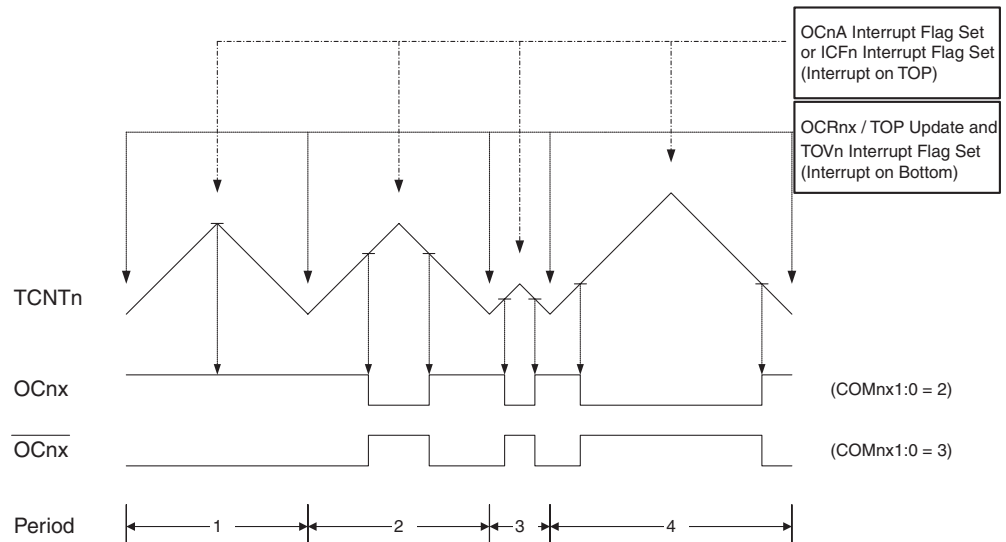 OCnA Interrupt Flag Set
or ICFn Interrupt Flag Set
(Interrupt on TOP)
OCRnx / TOP Update and
TOVn Interrupt Flag Set
(Interrupt on Bottom)
TCNTn
OCnx
(COMnx1:0 = 2)
OCnx
(COMnx1:0 = 3)
Period
1
2
3
4